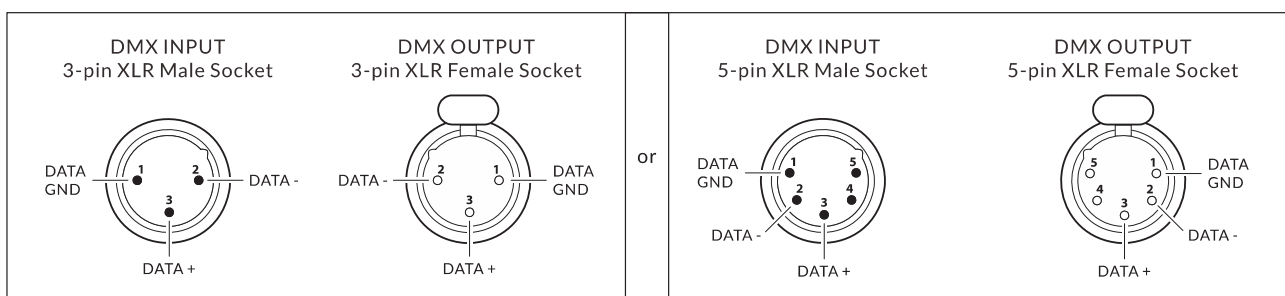 DMX INPUT
3-pin XLR Male Socket
DATA
GND
1
2
DATA -
3
DATA +
DMX OUTPUT
3-pin XLR Female Socket
DATA -
2
1
DATA
GND
3
DATA +
or
DMX INPUT
5-pin XLR Male Socket
DATA
GND
1
5
2
4
3
DATA -
DATA +
DMX OUTPUT
5-pin XLR Female Socket
5
1
DATA
GND
4
2
3
DATA -
DATA +